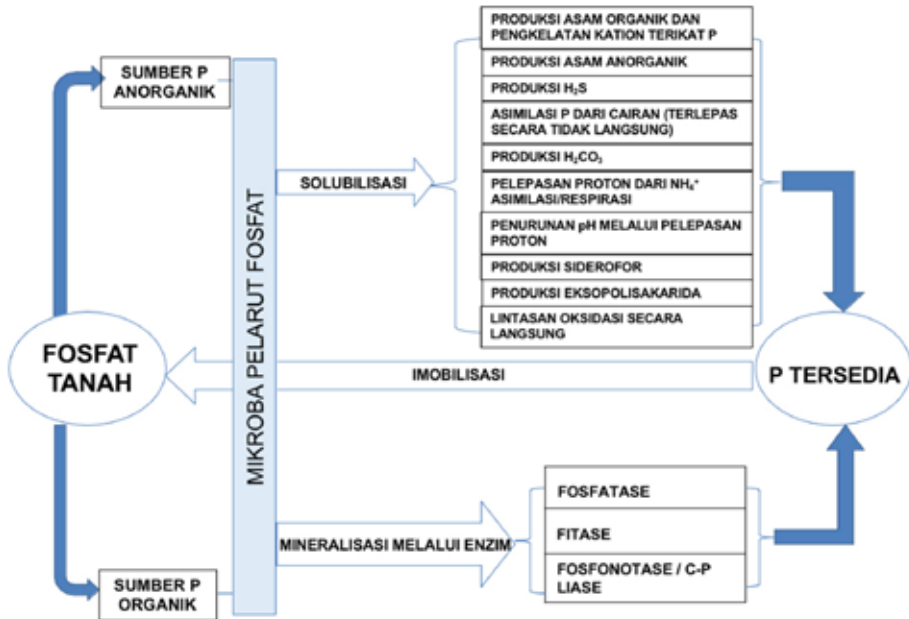 PRODUKSI ASAM ORGANIK DAN
PENGKELATAN KATION TERIKAT P
PRODUKSI ASAM ANORGANIK
PRODUKSI H₂S
ASIMILASI P DARI CAIRAN (TERLEPAS
SECARA TIDAK LANGSUNG)
PRODUKSI H₂CO₃
PELEPASAN PROTON DARI NH₄⁺
ASIMILASI/RESPIRASI
PENURUNAN pH MELALUI PELEPASAN
PROTON
PRODUKSI SIDEROFOR
PRODUKSI EKSOPOLISAKARIDA
LINTASAN OKSIDASI SECARA
LANGSUNG
SUMBER P
ANORGANIK
SOLUBILISASI
MIKROBA PELARUT FOSFAT
FOSFAT
TANAH
IMOBILISASI
P TERSEDIA
MINERALISASI MELALUI ENZIM
FOSFATASE
FITASE
FOSFONOTASE / C-P
LIASE
SUMBER P
ORGANIK